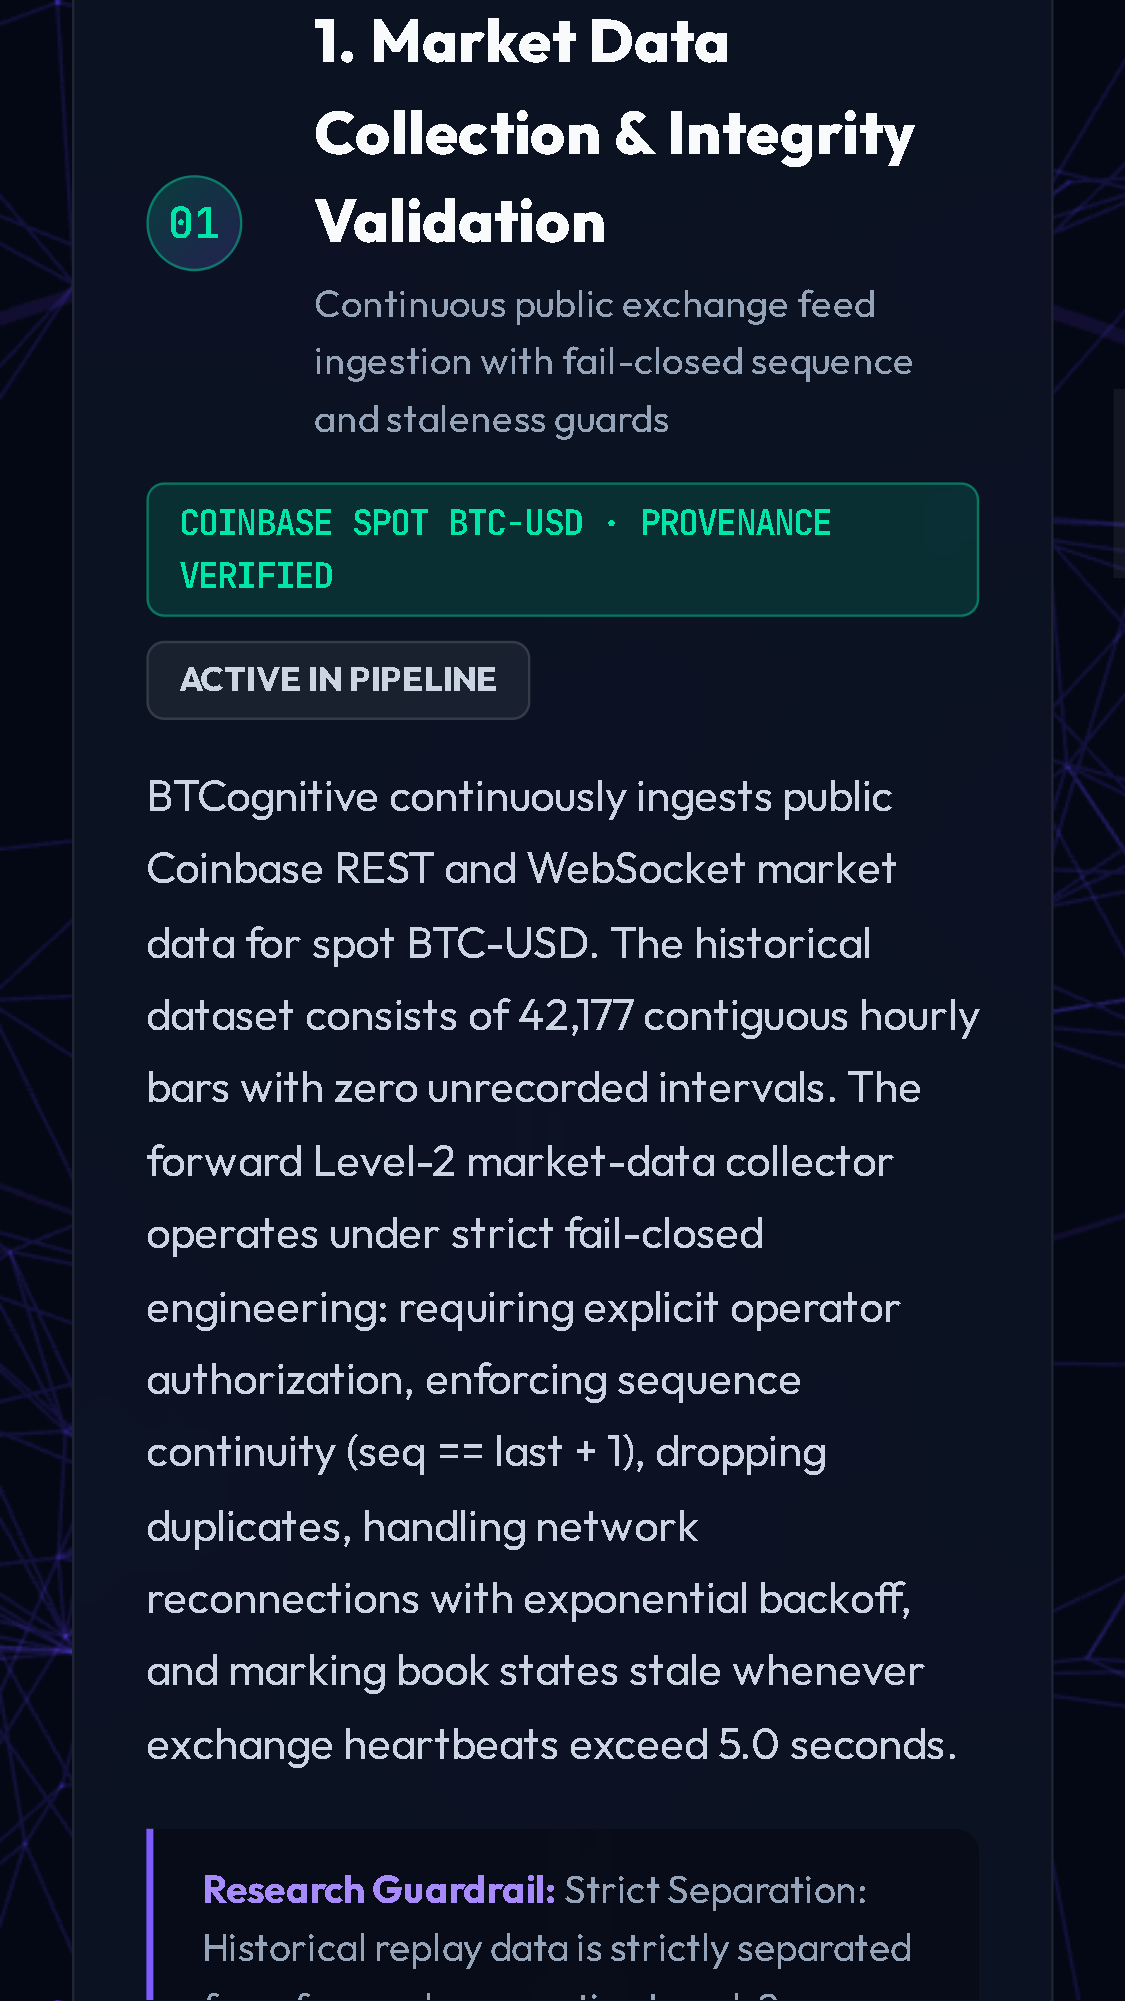 1. Market Data
Collection & Integrity
Validation
01
Continuous public exchange feed
ingestion with fail-closed sequence
and staleness guards
COINBASE SPOT BTC-USD · PROVENANCE
VERIFIED
ACTIVE IN PIPELINE
BTCognitive continuously ingests public
Coinbase REST and WebSocket market
data for spot BTC-USD. The historical
dataset consists of 42,177 contiguous hourly
bars with zero unrecorded intervals. The
forward Level-2 market-data collector
operates under strict fail-closed
engineering: requiring explicit operator
authorization, enforcing sequence
continuity (seq == last + 1), dropping
duplicates, handling network
reconnections with exponential backoff,
and marking book states stale whenever
exchange heartbeats exceed 5.0 seconds.
Research Guardrail: Strict Separation:
Historical replay data is strictly separated